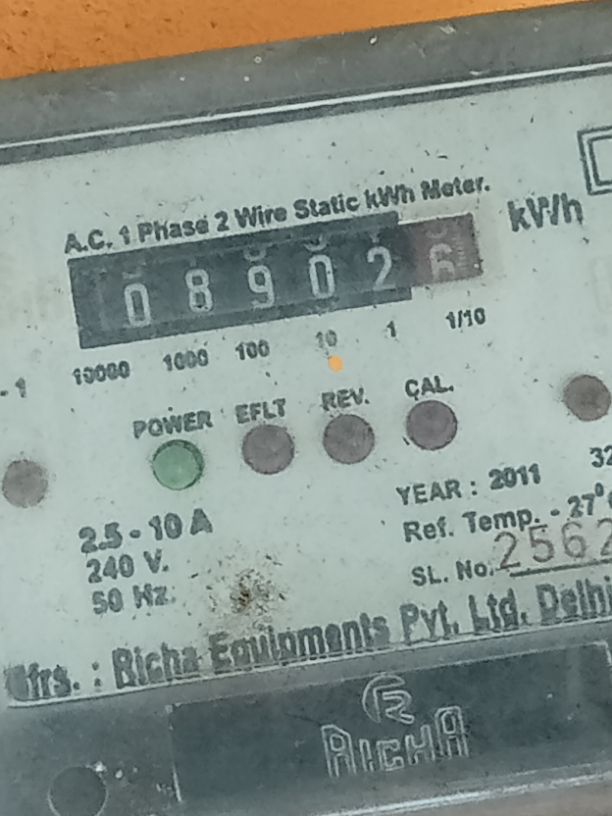 A.C. 1 Phase 2 Wire Static kWh Meter.
kWh
0 8 9 0 2 6
- 1 10000 1000 100 10 1 1/10
POWER EFLT REV. CAL.
2.5 - 10 A
240 V.
50 Hz.
YEAR : 2011 32
Ref. Temp. - 27°
SL. No. 2562
Mfrs. : Richa Equipments Pvt. Ltd. Delhi
R
RICHA